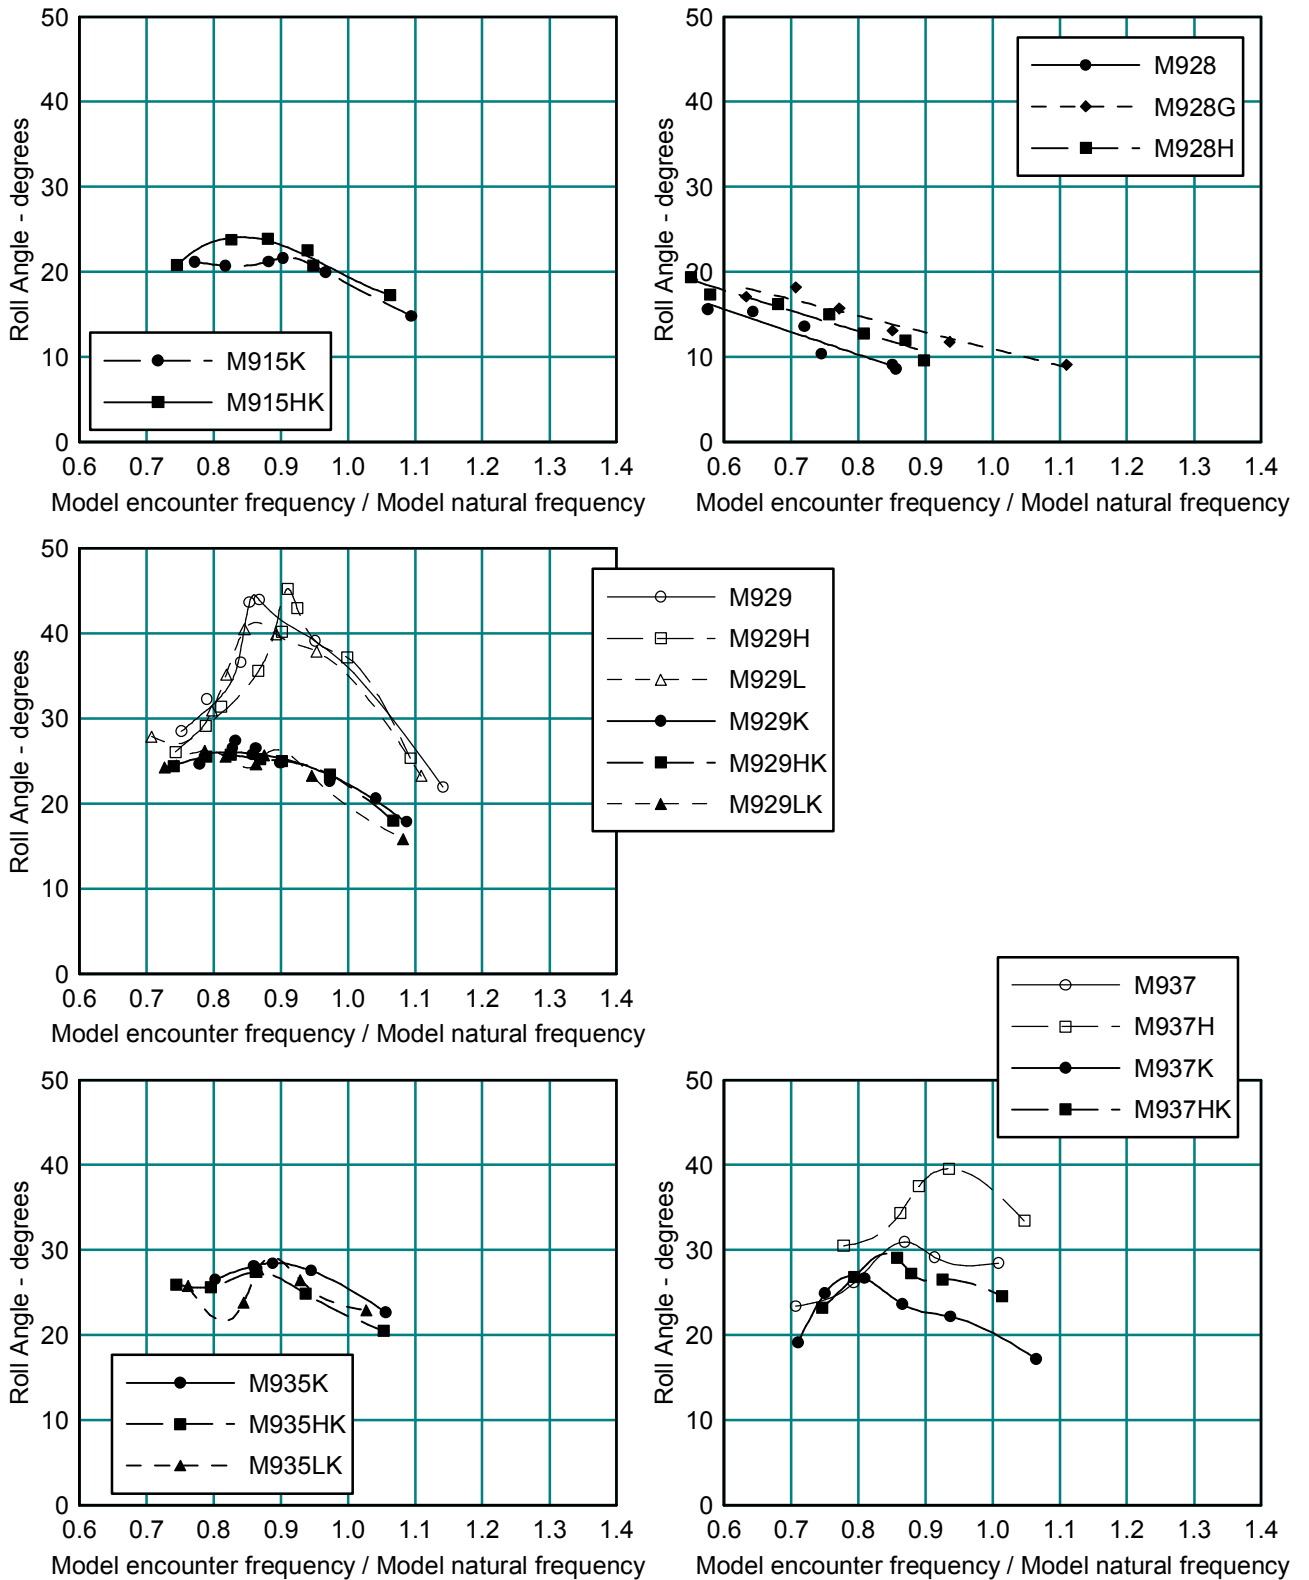 50
40
30
20
10
0
Roll Angle - degrees
0.6 0.7 0.8 0.9 1.0 1.1 1.2 1.3 1.4
Model encounter frequency / Model natural frequency
M915K
M915HK
50
40
30
20
10
0
Roll Angle - degrees
0.6 0.7 0.8 0.9 1.0 1.1 1.2 1.3 1.4
Model encounter frequency / Model natural frequency
M928
M928G
M928H
50
40
30
20
10
0
Roll Angle - degrees
0.6 0.7 0.8 0.9 1.0 1.1 1.2 1.3 1.4
Model encounter frequency / Model natural frequency
M929
M929H
M929L
M929K
M929HK
M929LK
50
40
30
20
10
0
Roll Angle - degrees
0.6 0.7 0.8 0.9 1.0 1.1 1.2 1.3 1.4
Model encounter frequency / Model natural frequency
M935K
M935HK
M935LK
M937
M937H
M937K
M937HK
50
40
30
20
10
0
Roll Angle - degrees
0.6 0.7 0.8 0.9 1.0 1.1 1.2 1.3 1.4
Model encounter frequency / Model natural frequency